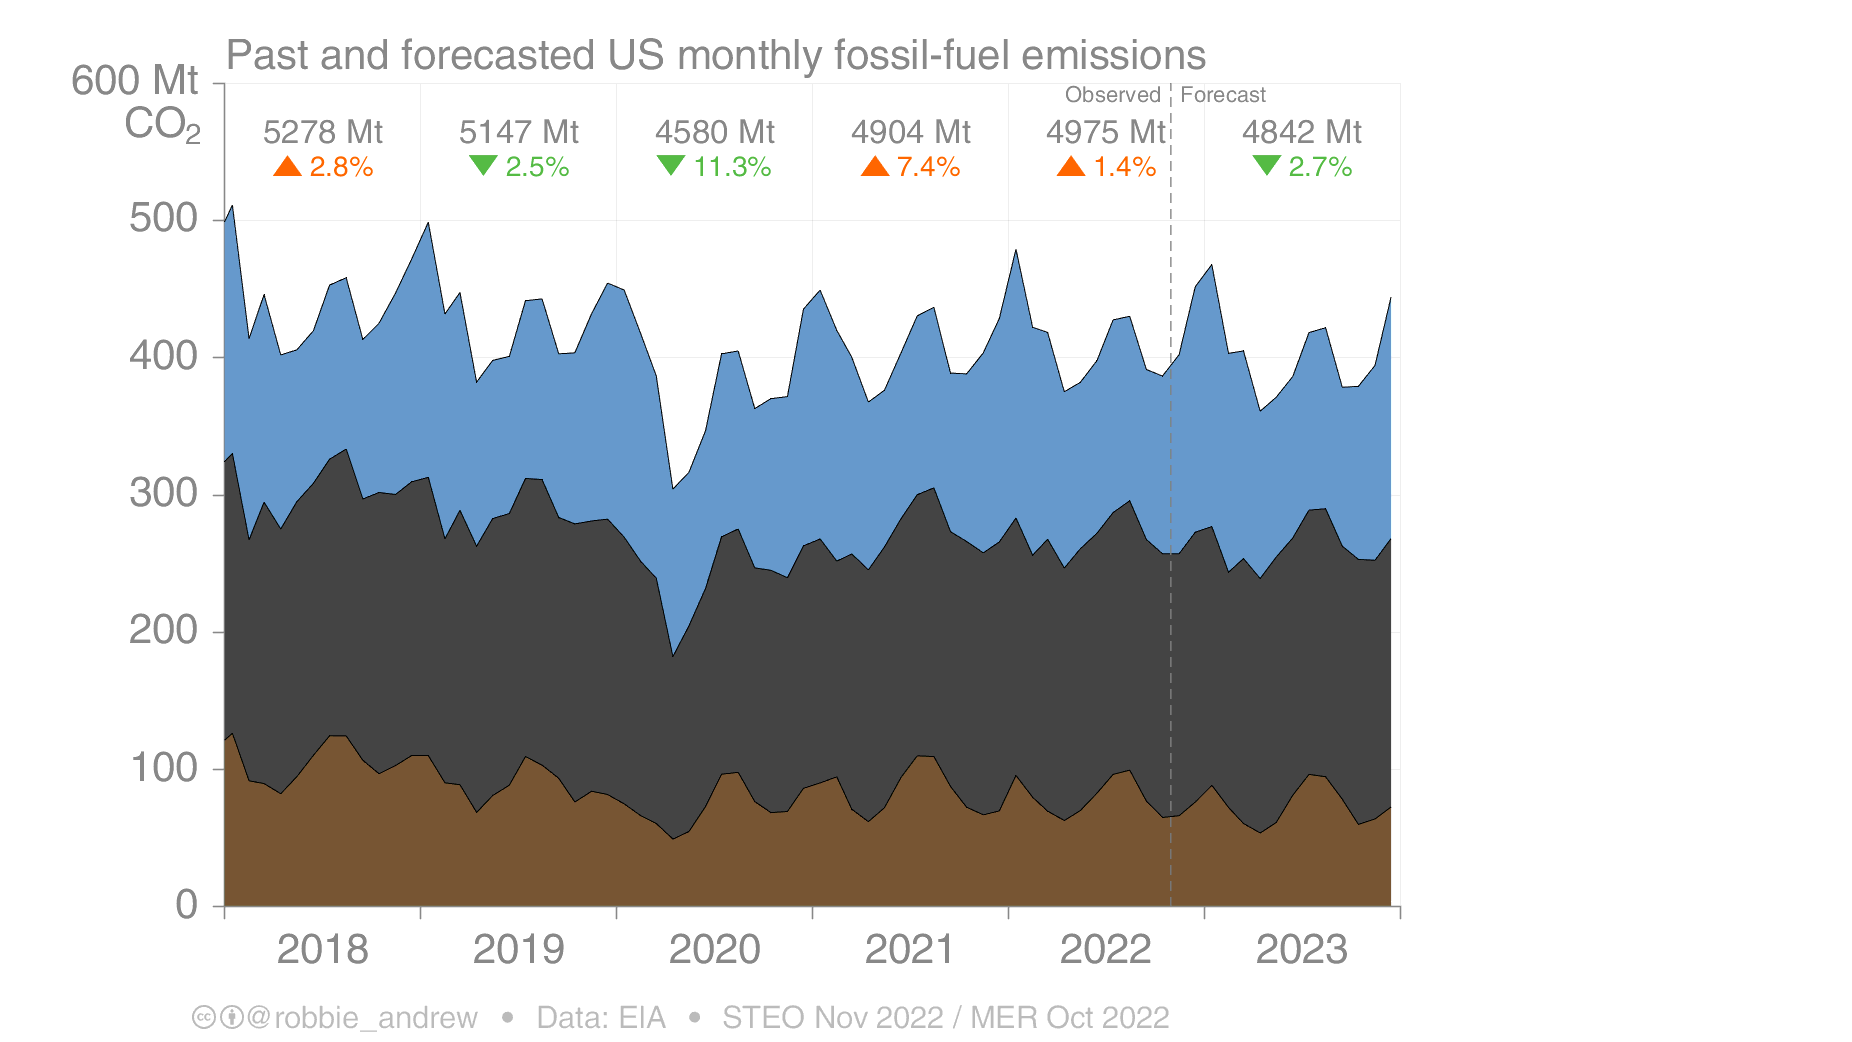 Past and forecasted US monthly fossil-fuel emissions
600 Mt
CO₂
Observed Forecast
5278 Mt 5147 Mt 4580 Mt 4904 Mt 4975 Mt 4842 Mt
▲ 2.8% ▼ 2.5% ▼ 11.3% ▲ 7.4% ▲ 1.4% ▼ 2.7%
500
400
300
200
100
0
2018 2019 2020 2021 2022 2023
@robbie_andrew • Data: EIA • STEO Nov 2022 / MER Oct 2022